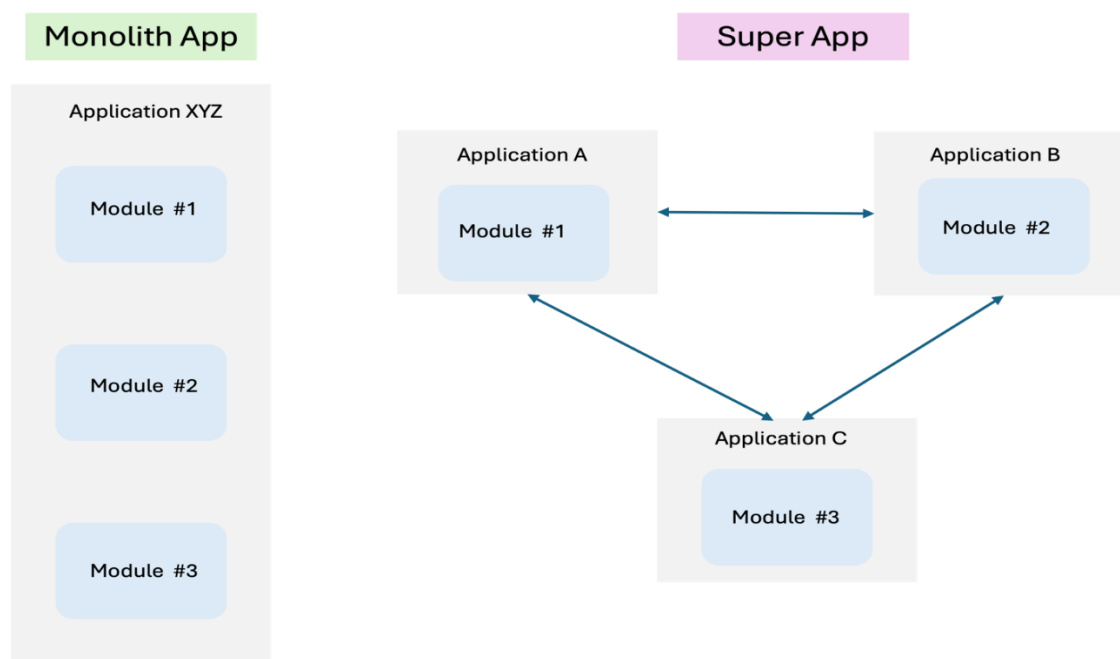 Monolith App
Application XYZ
Module #1
Module #2
Module #3
Super App
Application A
Module #1
Application B
Module #2
Application C
Module #3